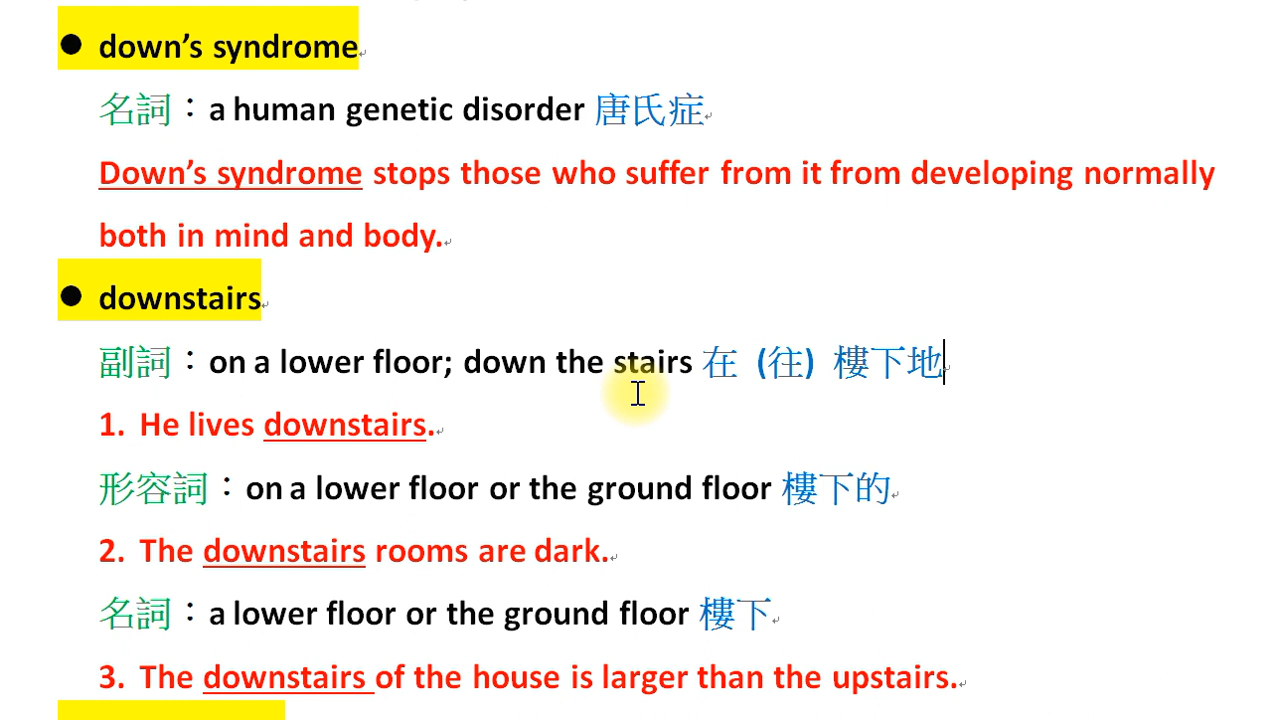 ● down’s syndrome
名詞：a human genetic disorder 唐氏症
Down’s syndrome stops those who suffer from it from developing normally
both in mind and body.
● downstairs
副詞：on a lower floor; down the stairs 在 (往) 樓下地
1. He lives downstairs.
形容詞：on a lower floor or the ground floor 樓下的
2. The downstairs rooms are dark.
名詞：a lower floor or the ground floor 樓下
3. The downstairs of the house is larger than the upstairs.